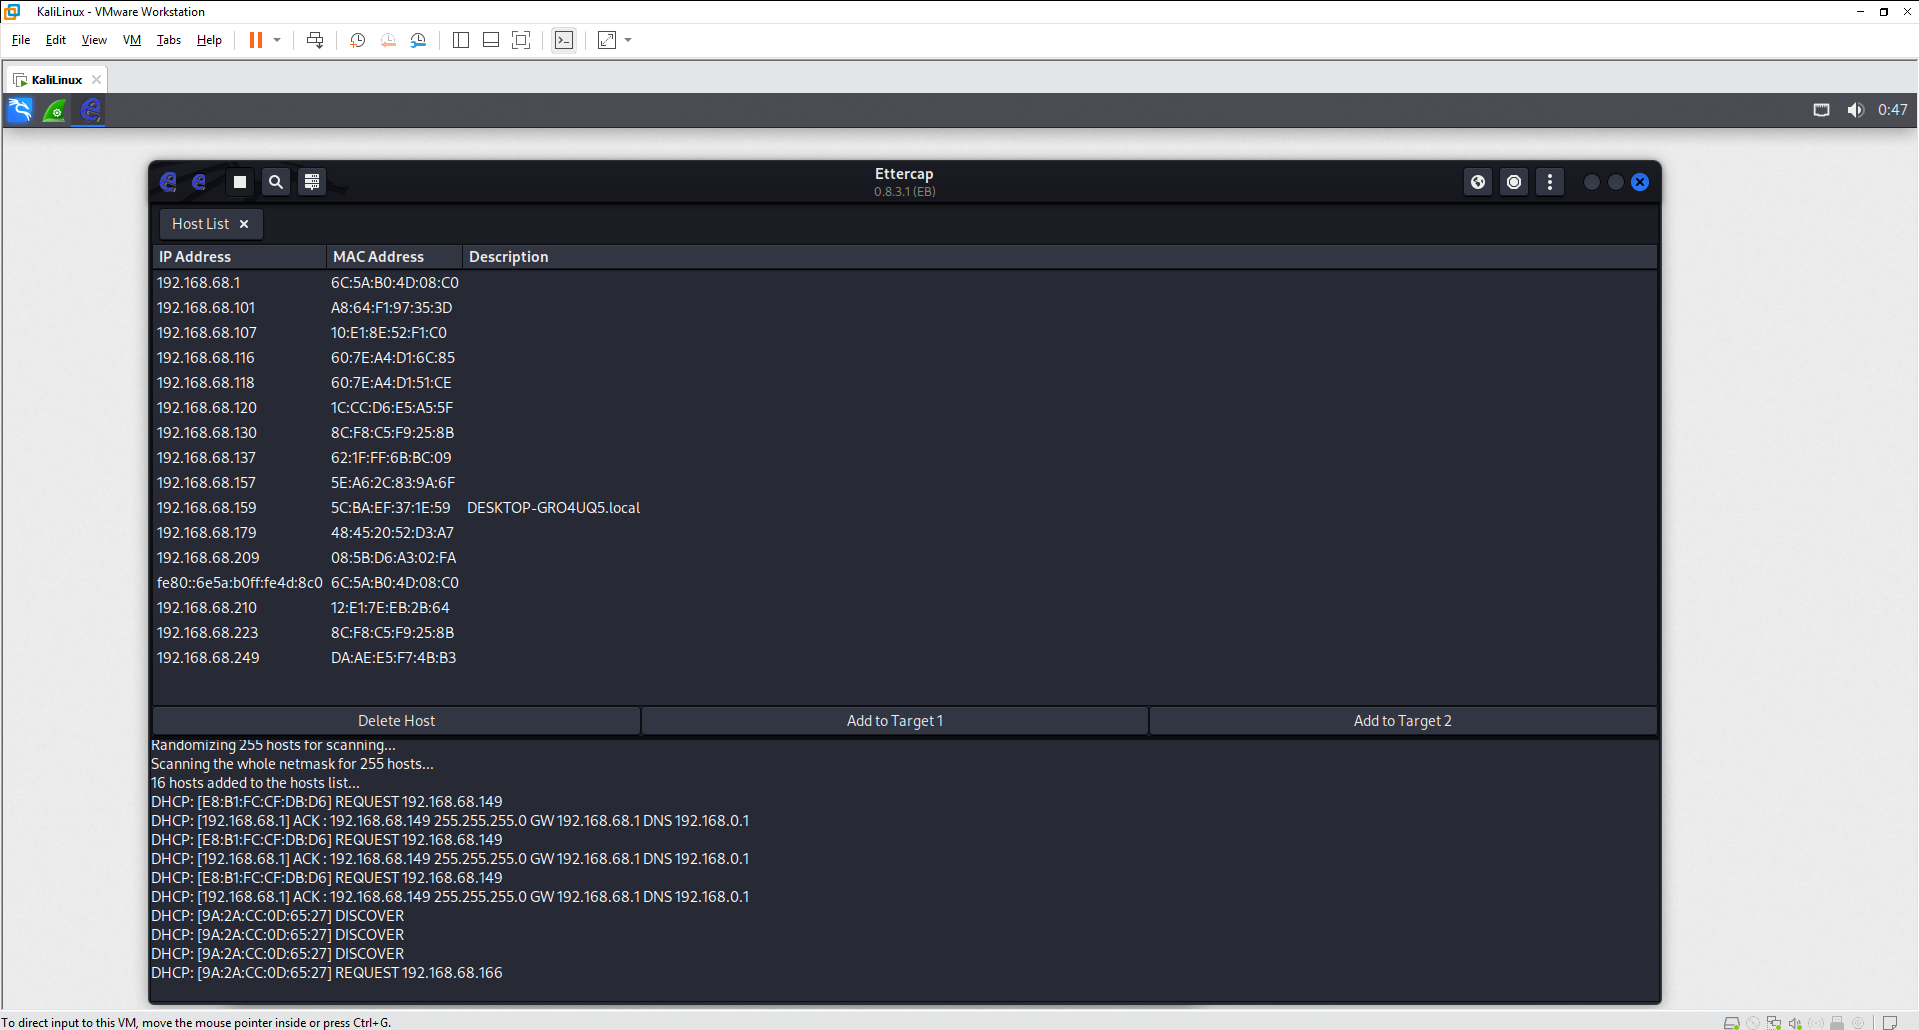 KaliLinux - VMware Workstation
File Edit View VM Tabs Help
KaliLinux
0:47
Ettercap
0.8.3.1 (EB)
Host List
IP Address MAC Address Description
192.168.68.1 6C:5A:B0:4D:08:C0
192.168.68.101 A8:64:F1:97:35:3D
192.168.68.107 10:E1:8E:52:F1:C0
192.168.68.116 60:7E:A4:D1:6C:85
192.168.68.118 60:7E:A4:D1:51:CE
192.168.68.120 1C:CC:D6:E5:A5:5F
192.168.68.130 8C:F8:C5:F9:25:8B
192.168.68.137 62:1F:FF:6B:BC:09
192.168.68.157 5E:A6:2C:83:9A:6F
192.168.68.159 5C:BA:EF:37:1E:59 DESKTOP-GRO4UQ5.local
192.168.68.179 48:45:20:52:D3:A7
192.168.68.209 08:5B:D6:A3:02:FA
fe80::6e5a:b0ff:fe4d:8c0 6C:5A:B0:4D:08:C0
192.168.68.210 12:E1:7E:EB:2B:64
192.168.68.223 8C:F8:C5:F9:25:8B
192.168.68.249 DA:AE:E5:F7:4B:B3
Delete Host Add to Target 1 Add to Target 2
Randomizing 255 hosts for scanning...
Scanning the whole netmask for 255 hosts...
16 hosts added to the hosts list...
DHCP: [E8:B1:FC:CF:DB:D6] REQUEST 192.168.68.149
DHCP: [192.168.68.1] ACK : 192.168.68.149 255.255.255.0 GW 192.168.68.1 DNS 192.168.0.1
DHCP: [E8:B1:FC:CF:DB:D6] REQUEST 192.168.68.149
DHCP: [192.168.68.1] ACK : 192.168.68.149 255.255.255.0 GW 192.168.68.1 DNS 192.168.0.1
DHCP: [E8:B1:FC:CF:DB:D6] REQUEST 192.168.68.149
DHCP: [192.168.68.1] ACK : 192.168.68.149 255.255.255.0 GW 192.168.68.1 DNS 192.168.0.1
DHCP: [9A:2A:CC:0D:65:27] DISCOVER
DHCP: [9A:2A:CC:0D:65:27] DISCOVER
DHCP: [9A:2A:CC:0D:65:27] DISCOVER
DHCP: [9A:2A:CC:0D:65:27] REQUEST 192.168.68.166
To direct input to this VM, move the mouse pointer inside or press Ctrl+G.